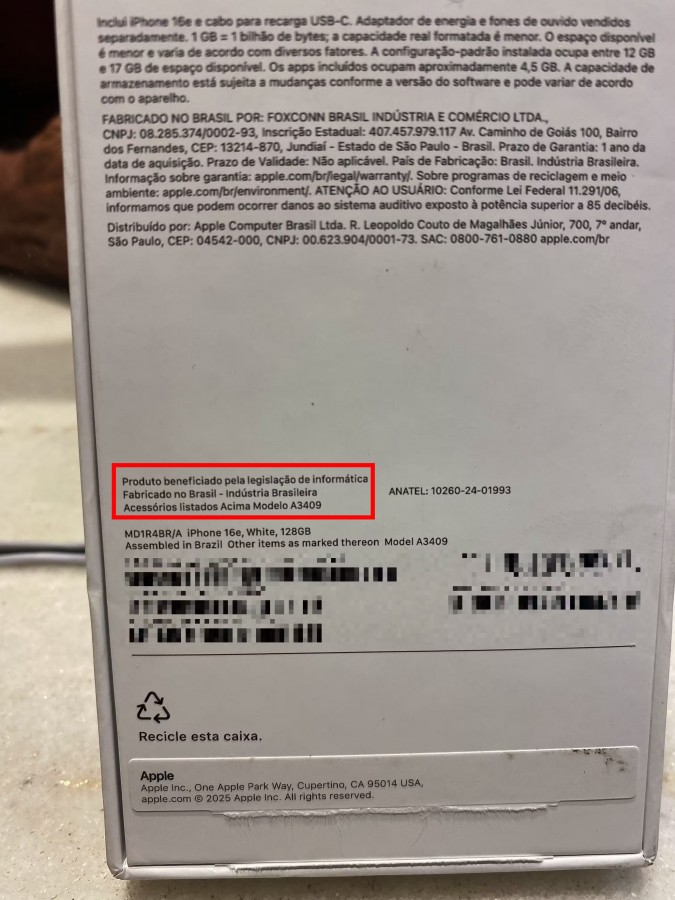 Inclui iPhone 16e e cabo para recarga USB-C. Adaptador de energia e fones de ouvido vendidos
separadamente. 1 GB = 1 bilhão de bytes; a capacidade real formatada é menor. O espaço disponível
é menor e varia de acordo com diversos fatores. A configuração-padrão instalada ocupa entre 12 GB
e 17 GB de espaço disponível. Os apps incluídos ocupam aproximadamente 4,5 GB. A capacidade de
armazenamento está sujeita a mudanças conforme a versão do software e pode variar de acordo
com o aparelho.
FABRICADO NO BRASIL POR: FOXCONN BRASIL INDÚSTRIA E COMÉRCIO LTDA.,
CNPJ: 08.285.374/0002-93, Inscrição Estadual: 407.457.979.117 Av. Caminho de Goiás 100, Bairro
dos Fernandes, CEP: 13214-870, Jundiaí - Estado de São Paulo - Brasil. Prazo de Garantia: 1 ano da
data de aquisição. Prazo de Validade: Não aplicável. País de Fabricação: Brasil. Indústria Brasileira.
Informação sobre garantia: apple.com/br/legal/warranty/. Sobre programas de reciclagem e meio
ambiente: apple.com/br/environment/. ATENÇÃO AO USUÁRIO: Conforme Lei Federal 11.291/06,
informamos que podem ocorrer danos ao sistema auditivo exposto à potência superior a 85 decibéis.
Distribuído por: Apple Computer Brasil Ltda. R. Leopoldo Couto de Magalhães Júnior, 700, 7º andar,
São Paulo, CEP: 04542-000, CNPJ: 00.623.904/0001-73. SAC: 0800-761-0880 apple.com/br
Produto beneficiado pela legislação de informática
Fabricado no Brasil - Indústria Brasileira
Acessórios listados Acima Modelo A3409
ANATEL: 10260-24-01993
MD1R4BR/A iPhone 16e, White, 128GB
Assembled in Brazil Other items as marked thereon Model A3409
Recicle esta caixa.
Apple
Apple Inc., One Apple Park Way, Cupertino, CA 95014 USA,
apple.com © 2025 Apple Inc. All rights reserved.